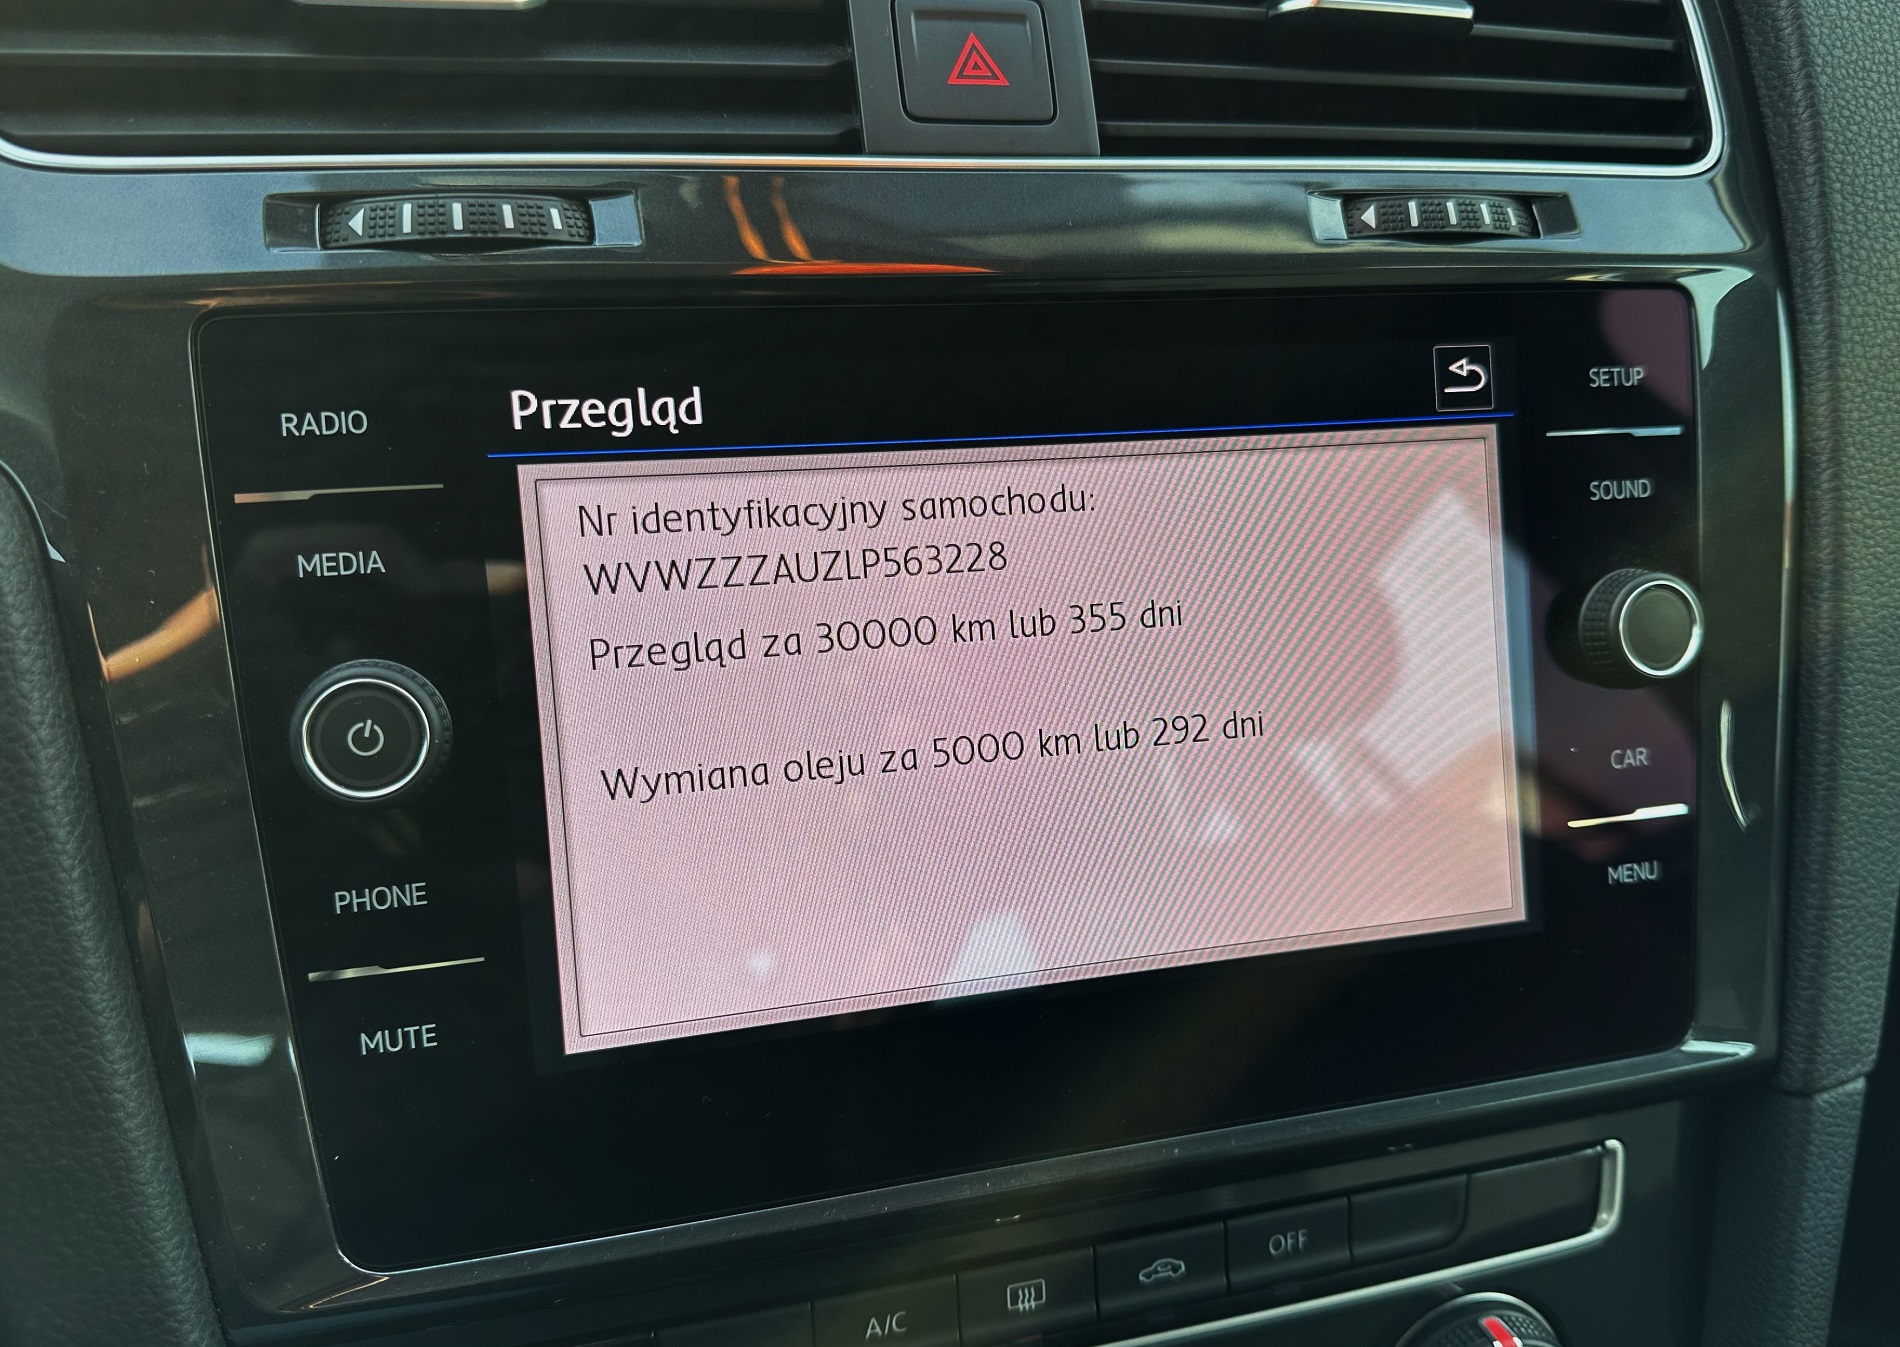 Przegląd
Nr identyfikacyjny samochodu:
WVWZZZAUZLP563228
Przegląd za 30000 km lub 355 dni
Wymiana oleju za 5000 km lub 292 dni
RADIO
MEDIA
PHONE
MUTE
SETUP
SOUND
CAR
MENU
A/C
OFF